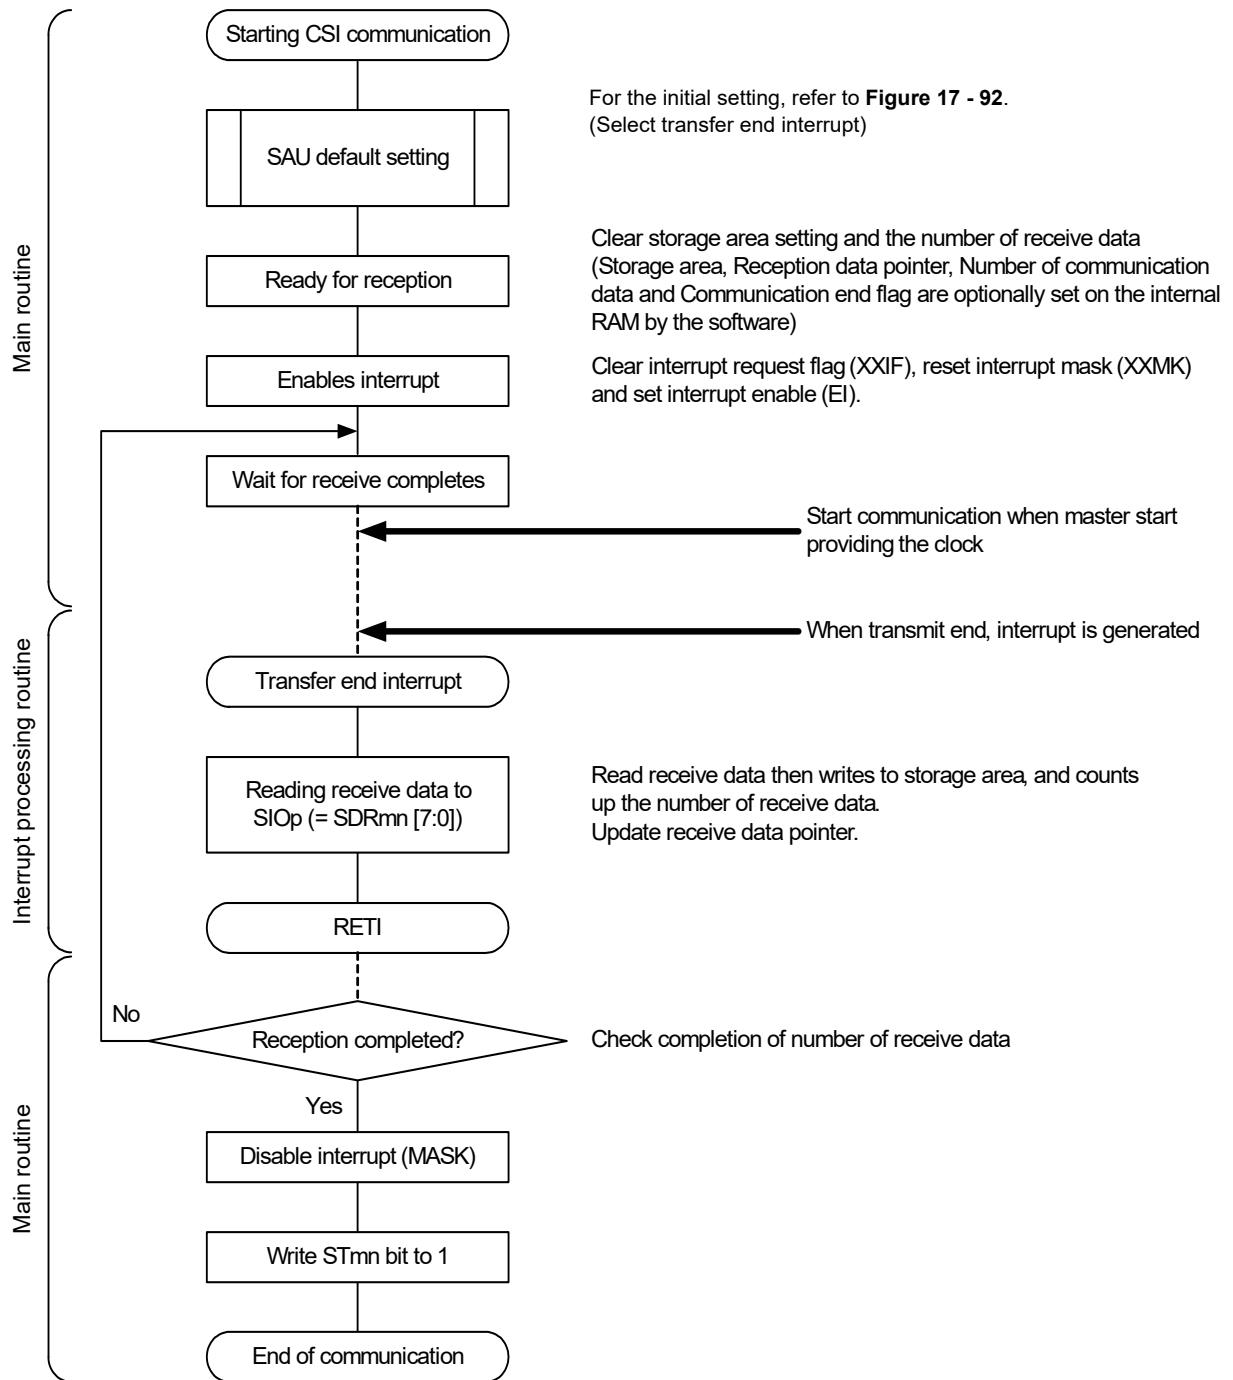 Starting CSI communication
For the initial setting, refer to Figure 17 - 92.
(Select transfer end interrupt)
SAU default setting
Main routine
Clear storage area setting and the number of receive data
(Storage area, Reception data pointer, Number of communication
data and Communication end flag are optionally set on the internal
RAM by the software)
Ready for reception
Enables interrupt
Clear interrupt request flag (XXIF), reset interrupt mask (XXMK)
and set interrupt enable (EI).
Wait for receive completes
Start communication when master start
providing the clock
When transmit end, interrupt is generated
Interrupt processing routine
Transfer end interrupt
Reading receive data to
SIOp (= SDRmn [7:0])
Read receive data then writes to storage area, and counts
up the number of receive data.
Update receive data pointer.
RETI
No
Reception completed?
Check completion of number of receive data
Yes
Main routine
Disable interrupt (MASK)
Write STmn bit to 1
End of communication